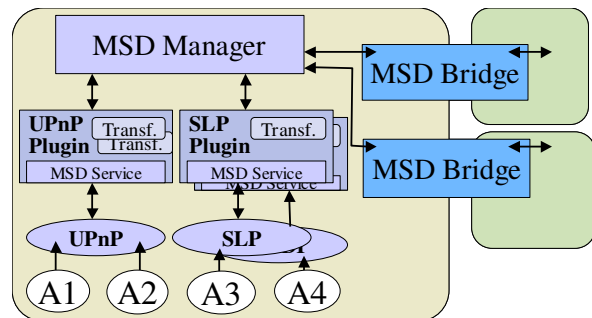 MSD Manager
MSD Bridge
UPnP
Plugin
Transf.
Transf.
MSD Service
SLP
Plugin
Transf.
MSD Service
Service
MSD Bridge
UPnP
SLP
A1
A2
A3
A4